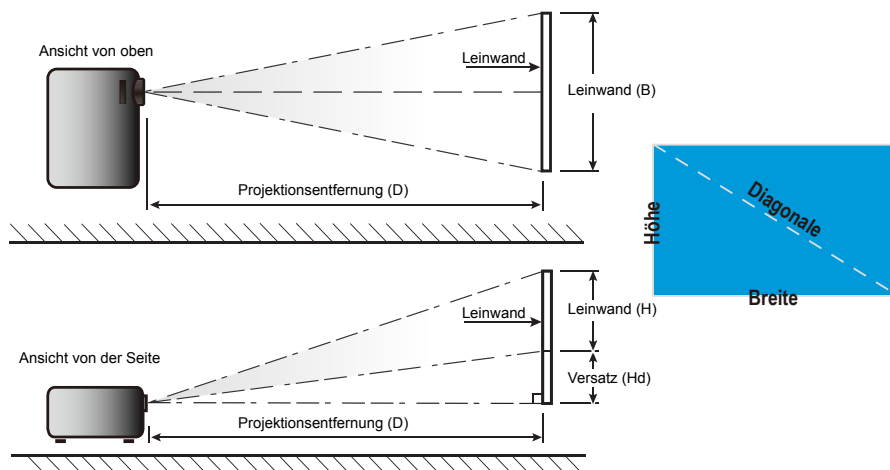 Ansicht von oben
Leinwand
Leinwand (B)
Projektionsentfernung (D)
Höhe
Diagonale
Breite
Ansicht von der Seite
Leinwand
Leinwand (H)
Versatz (Hd)
Projektionsentfernung (D)